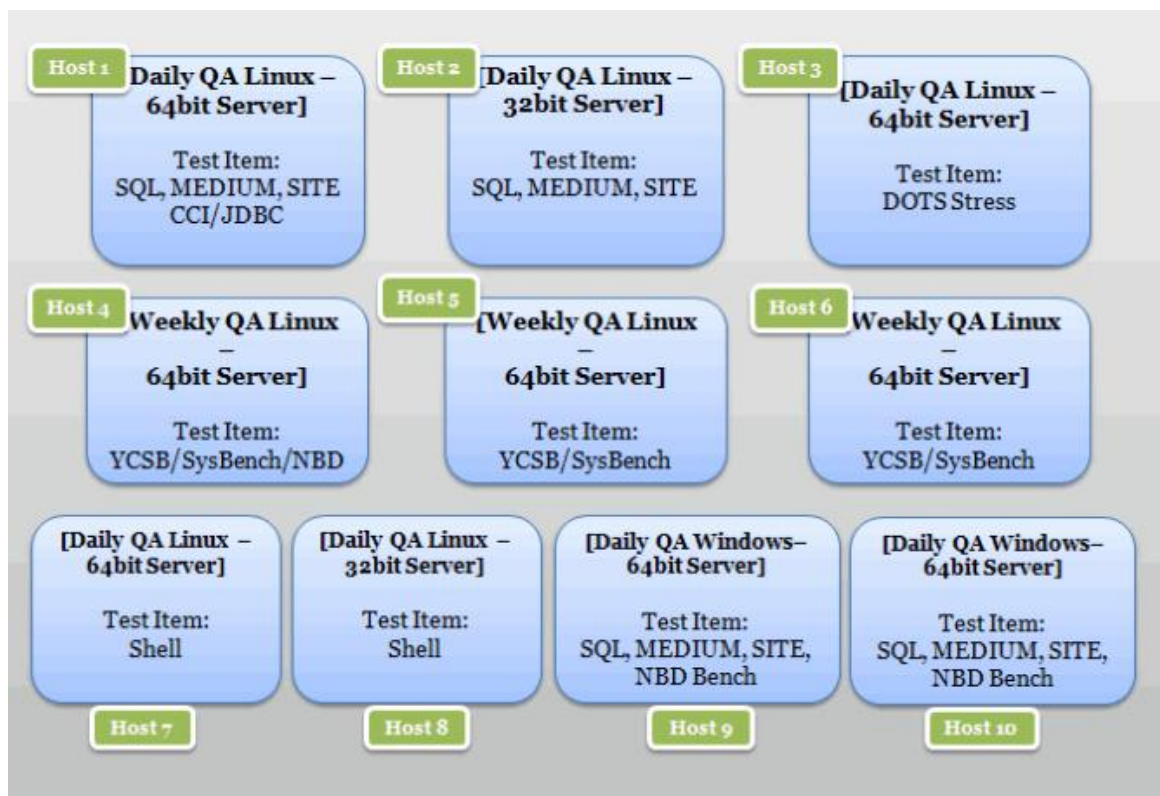 Host 1
[Daily QA Linux –
64bit Server]
Test Item:
SQL, MEDIUM, SITE
CCI/JDBC
Host 2
[Daily QA Linux –
32bit Server]
Test Item:
SQL, MEDIUM, SITE
Host 3
[Daily QA Linux –
64bit Server]
Test Item:
DOTS Stress
Host 4
Weekly QA Linux
–
64bit Server]
Test Item:
YCSB/SysBench/NBD
Host 5
[Weekly QA Linux
–
64bit Server]
Test Item:
YCSB/SysBench
Host 6
Weekly QA Linux
–
64bit Server]
Test Item:
YCSB/SysBench
[Daily QA Linux –
64bit Server]
Test Item:
Shell
Host 7
[Daily QA Linux –
32bit Server]
Test Item:
Shell
Host 8
[Daily QA Windows–
64bit Server]
Test Item:
SQL, MEDIUM, SITE,
NBD Bench
Host 9
[Daily QA Windows–
64bit Server]
Test Item:
SQL, MEDIUM, SITE,
NBD Bench
Host 10